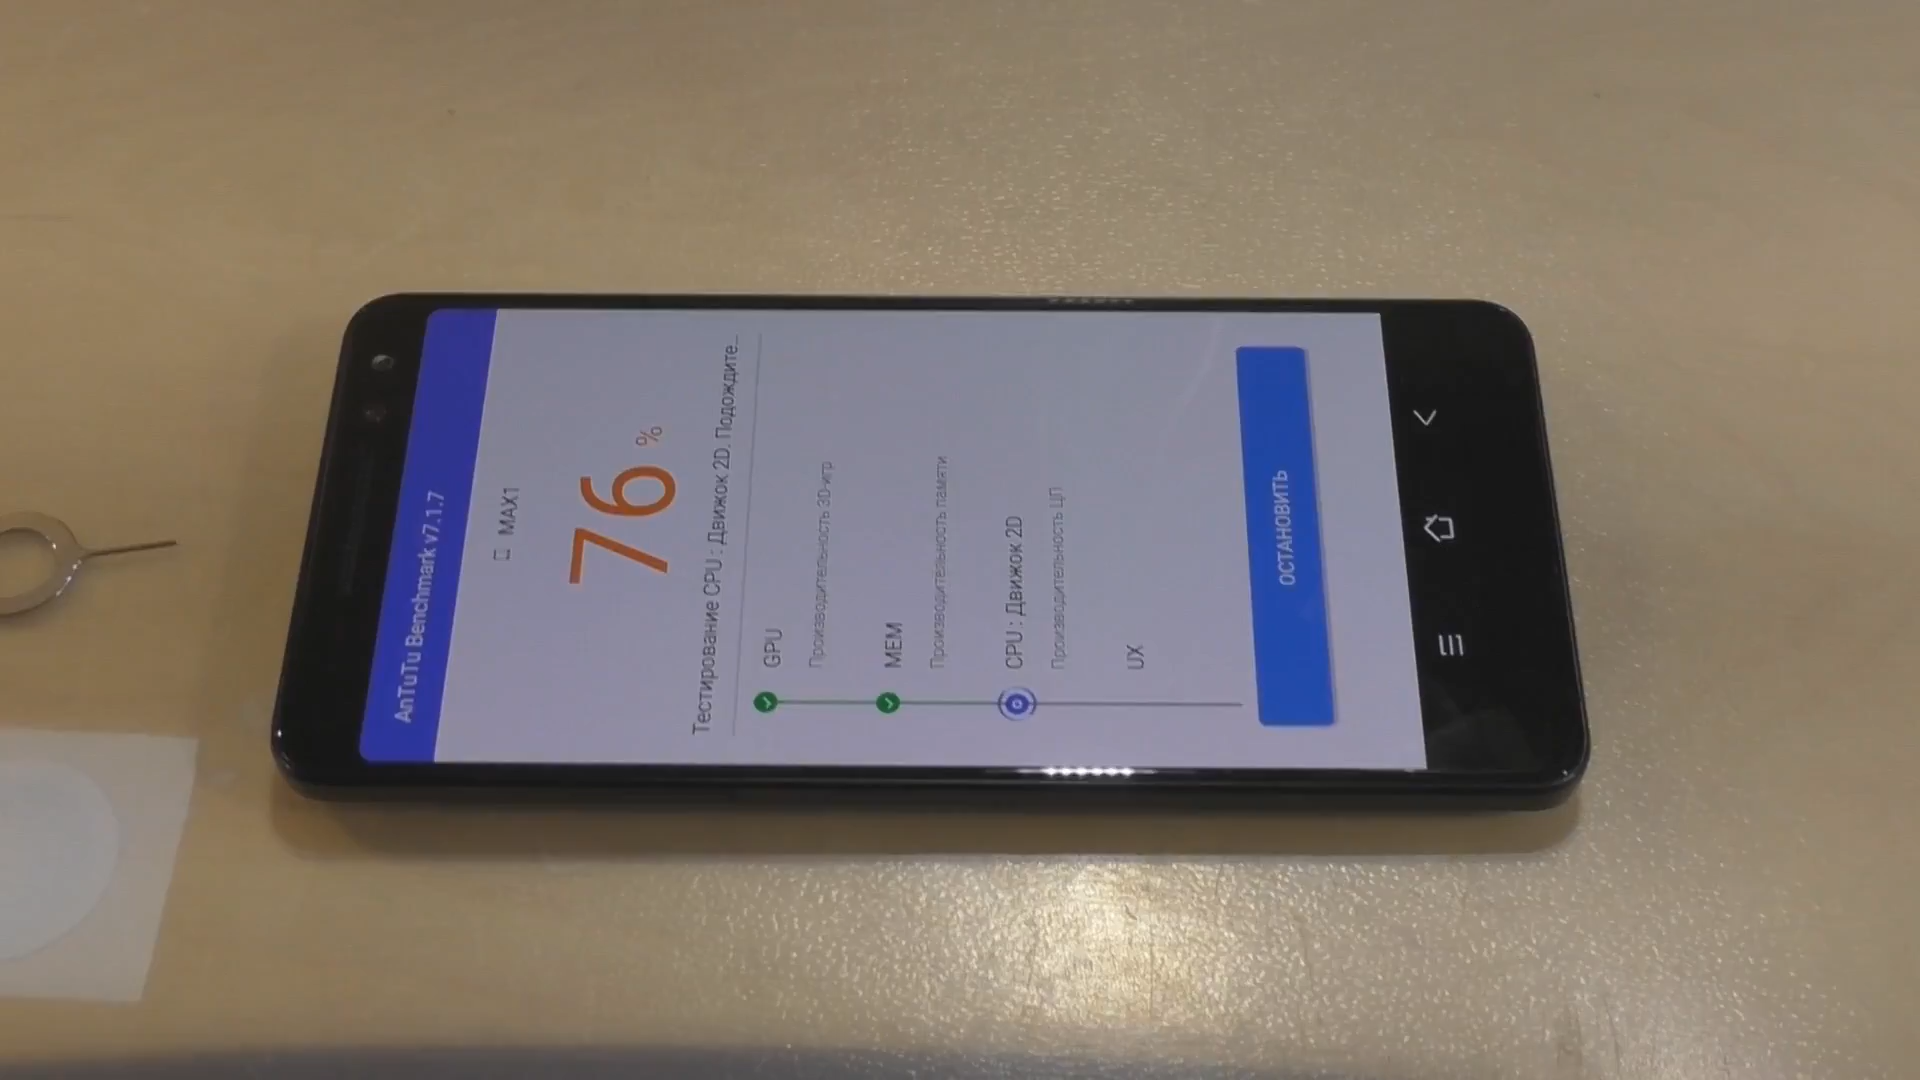 AnTuTu Benchmark v7.1.7
MAX1
76 %
Тестирование CPU : Движок 2D. Подождите...
GPU
Производительность 3D-игр
MEM
Производительность памяти
CPU : Движок 2D
Производительность ЦП
UX
ОСТАНОВИТЬ